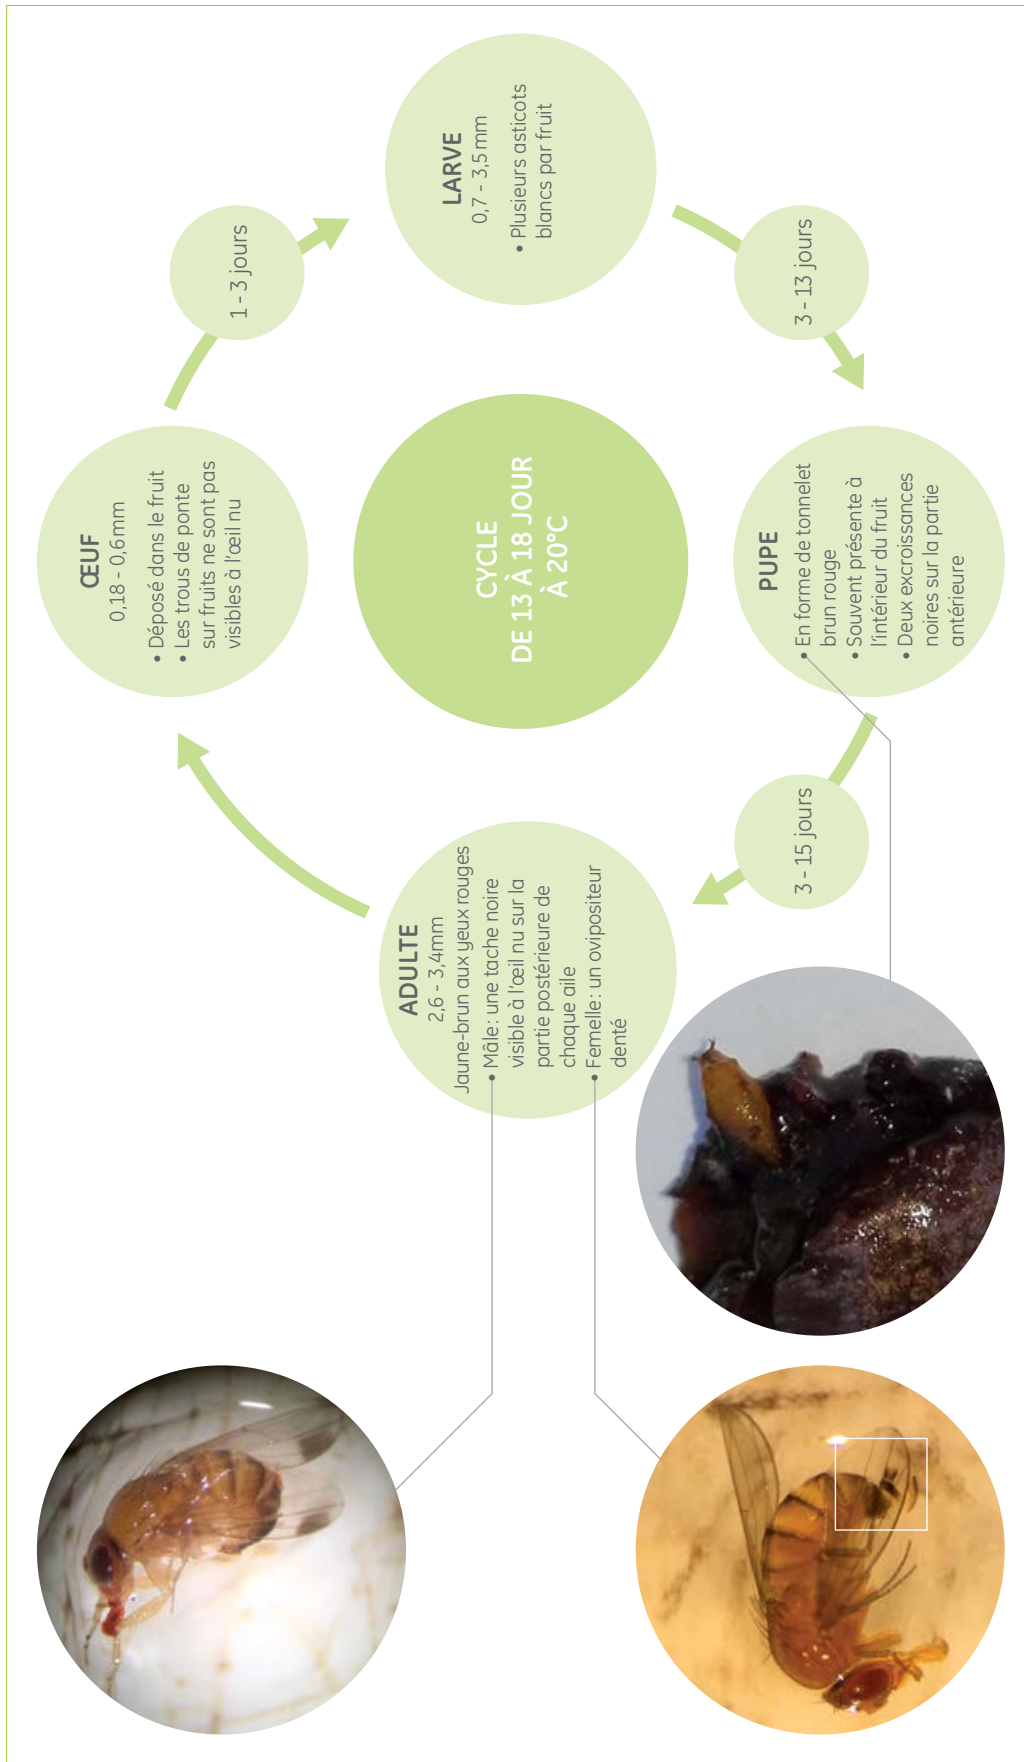 ŒUF
0,18 - 0,6mm
• Déposé dans le fruit
• Les trous de ponte
sur fruits ne sont pas
visibles à l'œil nu
1 - 3 jours
LARVE
0,7 - 3,5mm
• Plusieurs asticots
blancs par fruit
3 - 13 jours
PUPE
• En forme de tonnelet
brun rouge
• Souvent présente à
l'intérieur du fruit
• Deux excroissances
noires sur la partie
antérieure
3 - 15 jours
ADULTE
2,6 - 3,4mm
Jaune-brun aux yeux rouges
• Mâle: une tache noire
visible à l'œil nu sur la
partie postérieure de
chaque aile
• Femelle: un ovipositeur
denté
CYCLE
DE 13 À 18 JOUR
À 20°C